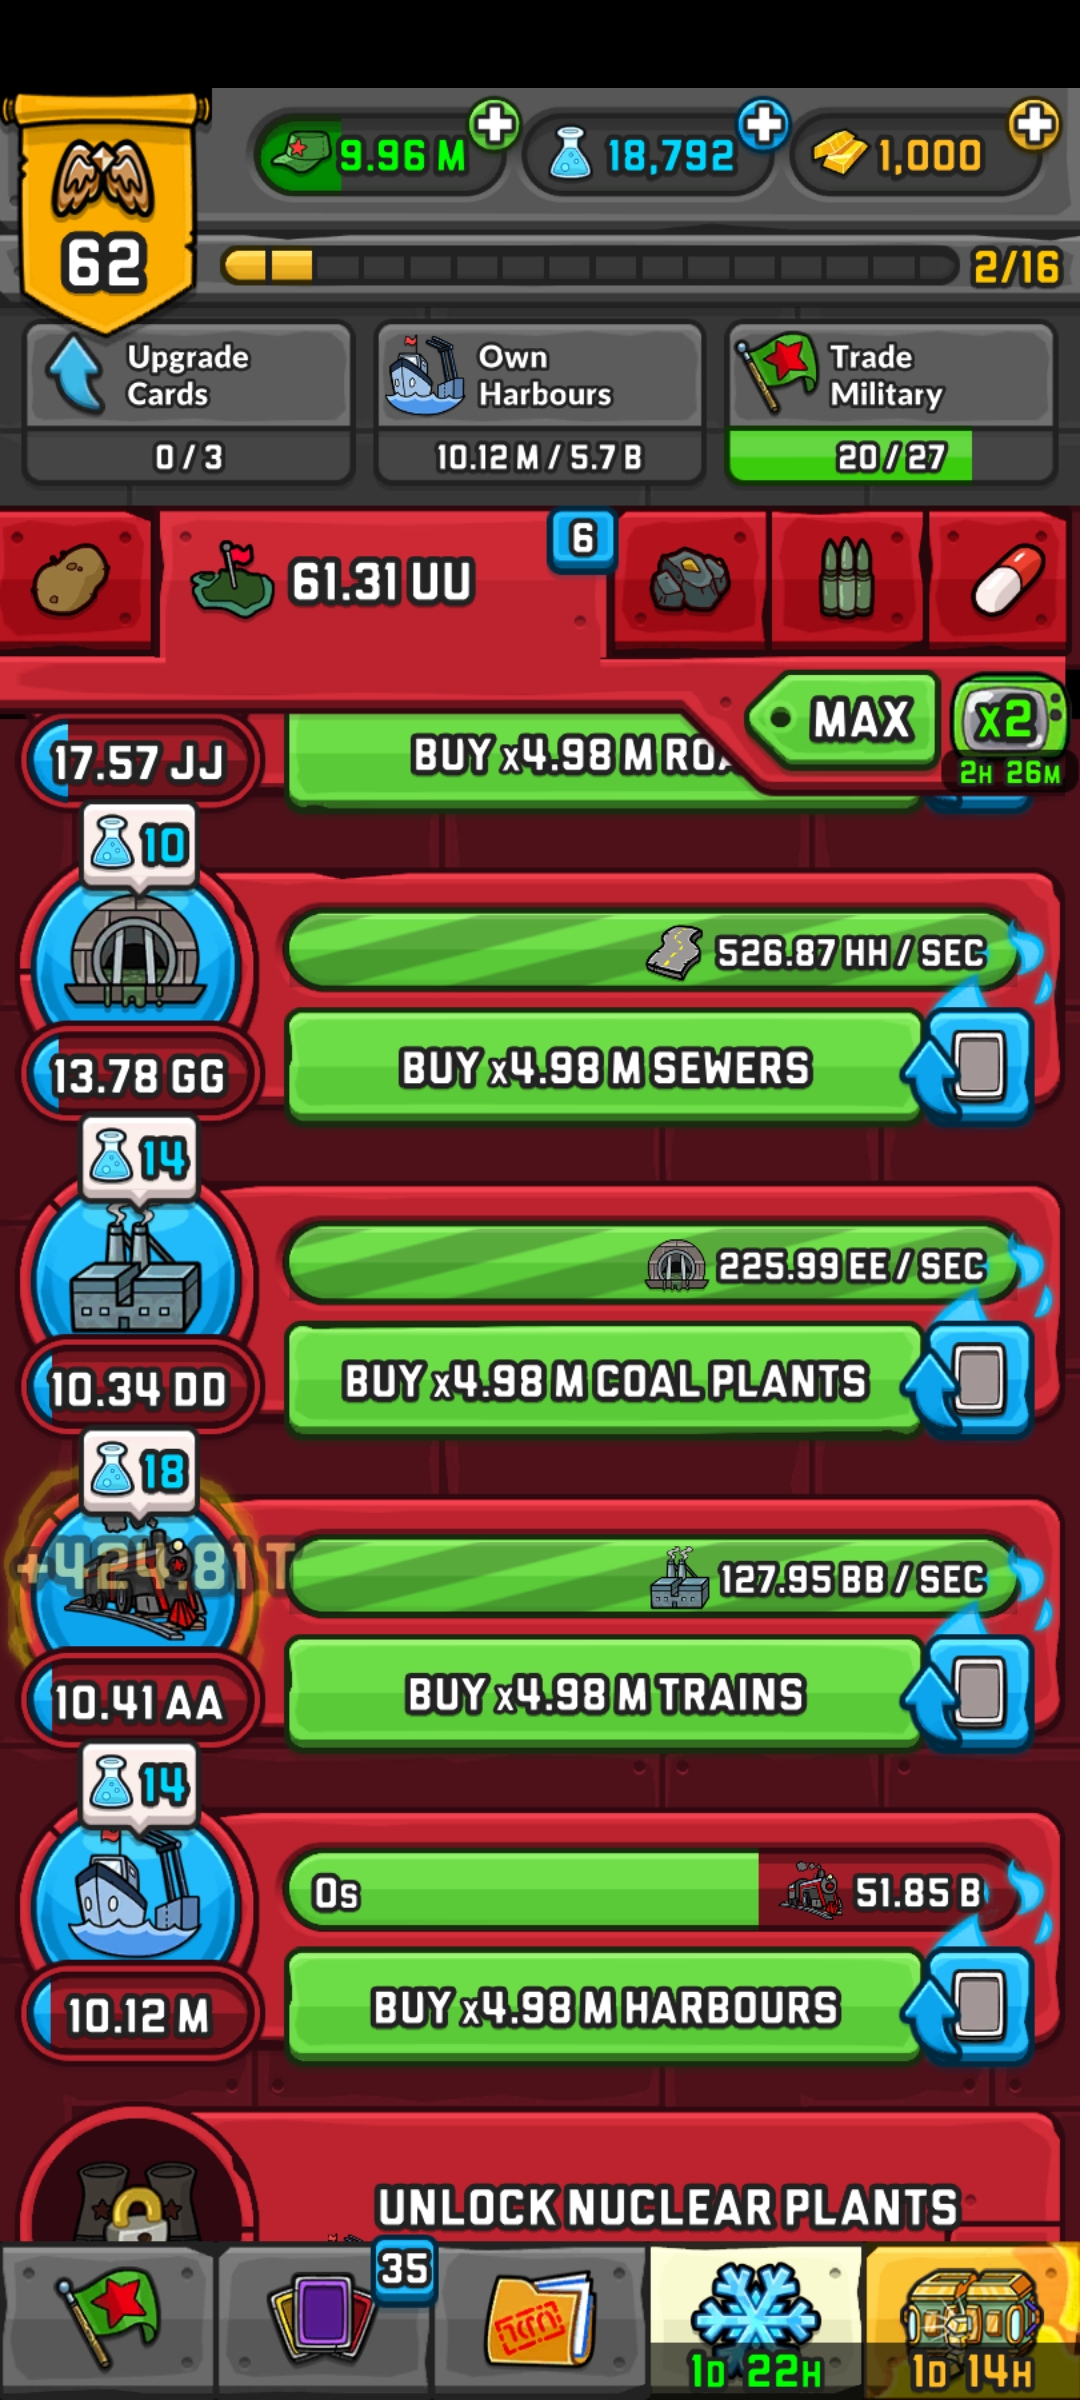 9.96 M
18,792
1,000
62
2/16
Upgrade Cards
0 / 3
Own Harbours
10.12 M / 5.7 B
Trade Military
20 / 27
61.31 UU
6
MAX
x2
2H 26M
17.57 JJ
BUY x4.98 M
10
526.87 HH / SEC
13.78 GG
BUY x4.98 M SEWERS
14
225.99 EE / SEC
10.34 DD
BUY x4.98 M COAL PLANTS
18
+424.81 T
127.95 BB / SEC
10.41 AA
BUY x4.98 M TRAINS
14
0s
51.85 B
10.12 M
BUY x4.98 M HARBOURS
UNLOCK NUCLEAR PLANTS
35
1D 22H
1D 14H